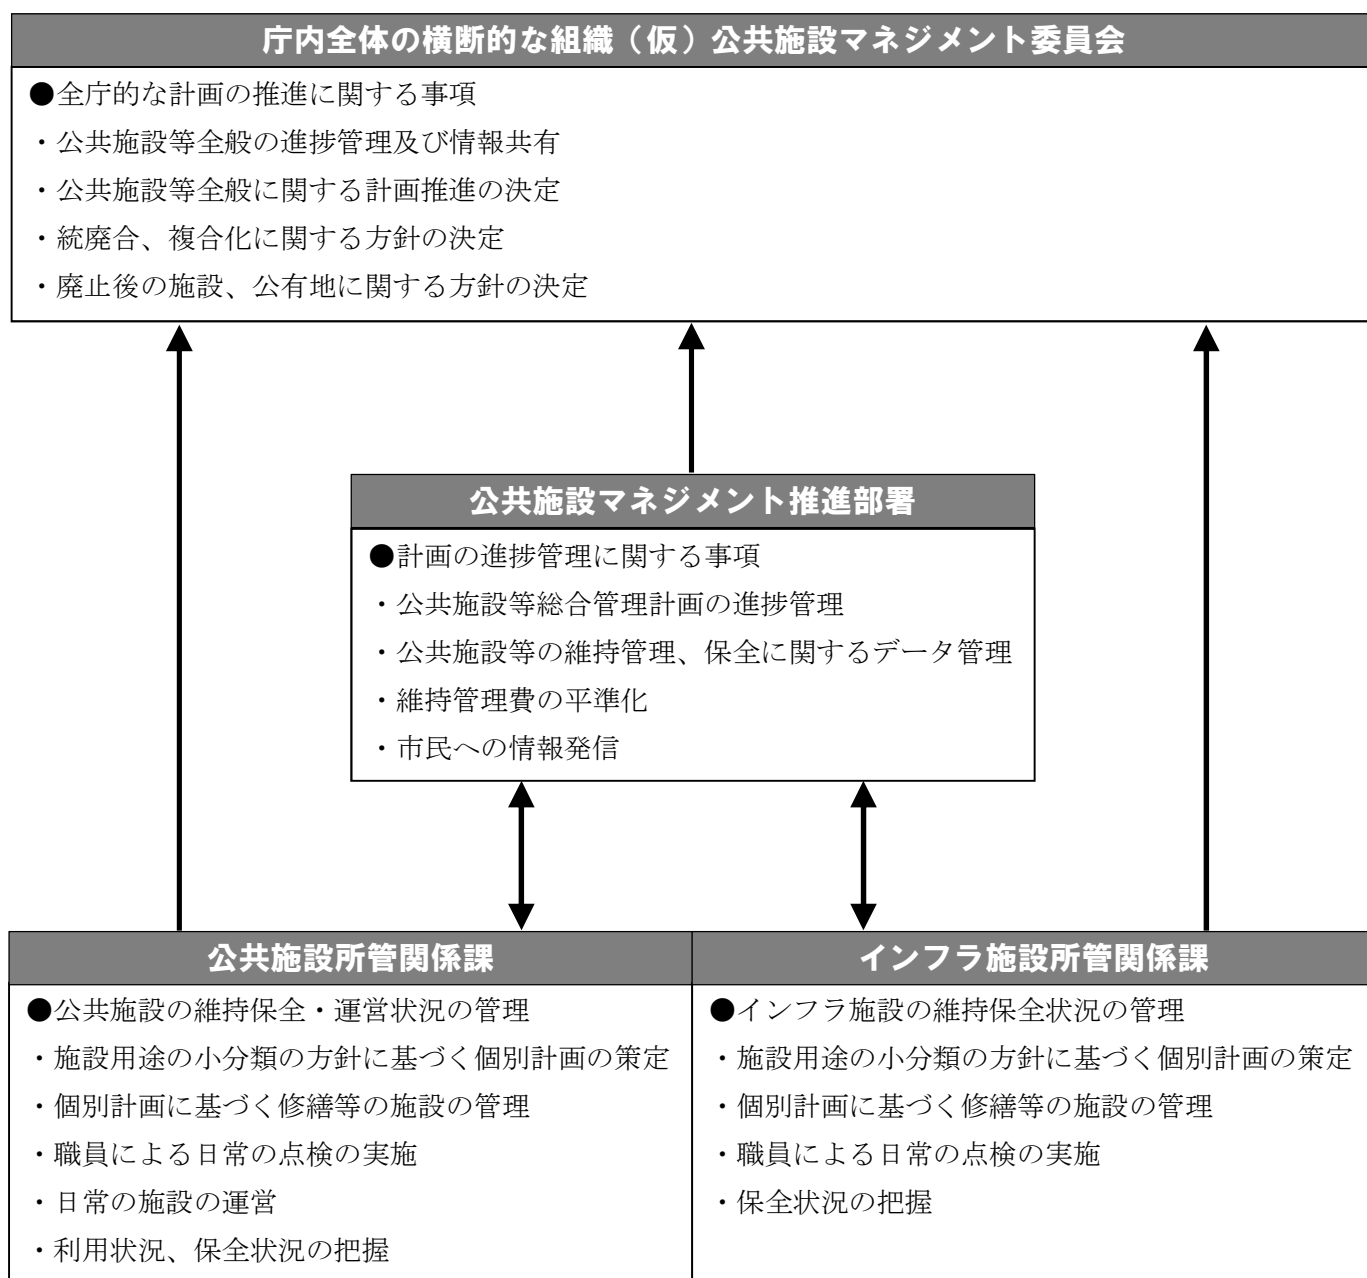 庁内全体の横断的な組織（仮）公共施設マネジメント委員会
●全庁的な計画の推進に関する事項
・公共施設等全般の進捗管理及び情報共有
・公共施設等全般に関する計画推進の決定
・統廃合、複合化に関する方針の決定
・廃止後の施設、公有地に関する方針の決定
公共施設マネジメント推進部署
●計画の進捗管理に関する事項
・公共施設等総合管理計画の進捗管理
・公共施設等の維持管理、保全に関するデータ管理
・維持管理費の平準化
・市民への情報発信
公共施設所管関係課
●公共施設の維持保全・運営状況の管理
・施設用途の小分類の方針に基づく個別計画の策定
・個別計画に基づく修繕等の施設の管理
・職員による日常の点検の実施
・日常の施設の運営
・利用状況、保全状況の把握
インフラ施設所管関係課
●インフラ施設の維持保全状況の管理
・施設用途の小分類の方針に基づく個別計画の策定
・個別計画に基づく修繕等の施設の管理
・職員による日常の点検の実施
・保全状況の把握